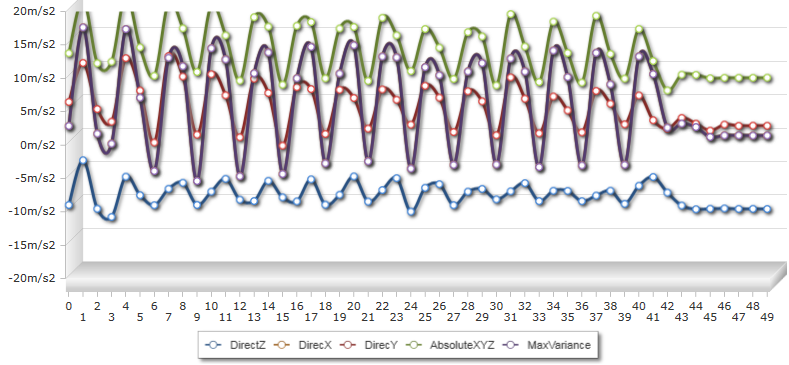 20m/s2
15m/s2
10m/s2
5m/s2
0m/s2
-5m/s2
-10m/s2
-15m/s2
-20m/s2
0 2 4 6 8 10 12 14 16 18 20 22 24 26 28 30 32 34 36 38 40 42 44 46 48
1 3 5 7 9 11 13 15 17 19 21 23 25 27 29 31 33 35 37 39 41 43 45 47 49
DirectZ DirecX DirecY AbsoluteXYZ MaxVariance